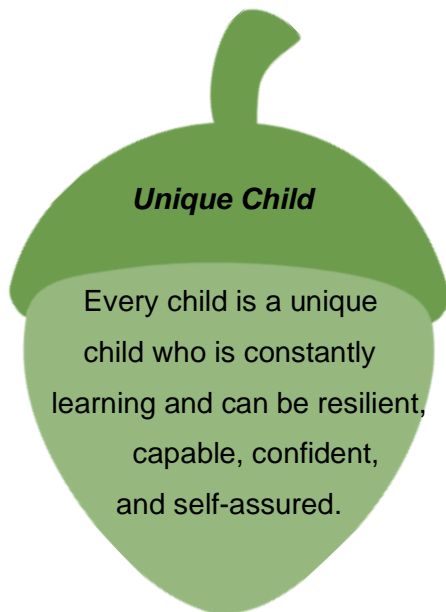 Unique Child
Every child is a unique
child who is constantly
learning and can be resilient,
capable, confident,
and self-assured.